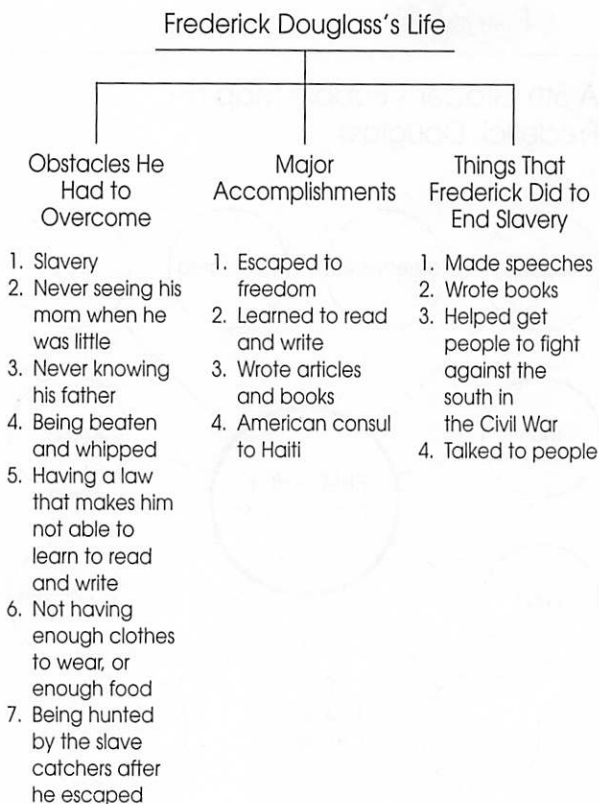 Frederick Douglass's Life
Obstacles He
Had to
Overcome
1. Slavery
2. Never seeing his
mom when he
was little
3. Never knowing
his father
4. Being beaten
and whipped
5. Having a law
that makes him
not able to
learn to read
and write
6. Not having
enough clothes
to wear, or
enough food
7. Being hunted
by the slave
catchers after
he escaped
Major
Accomplishments
1. Escaped to
freedom
2. Learned to read
and write
3. Wrote articles
and books
4. American consul
to Haiti
Things That
Frederick Did to
End Slavery
1. Made speeches
2. Wrote books
3. Helped get
people to fight
against the
south in
the Civil War
4. Talked to people